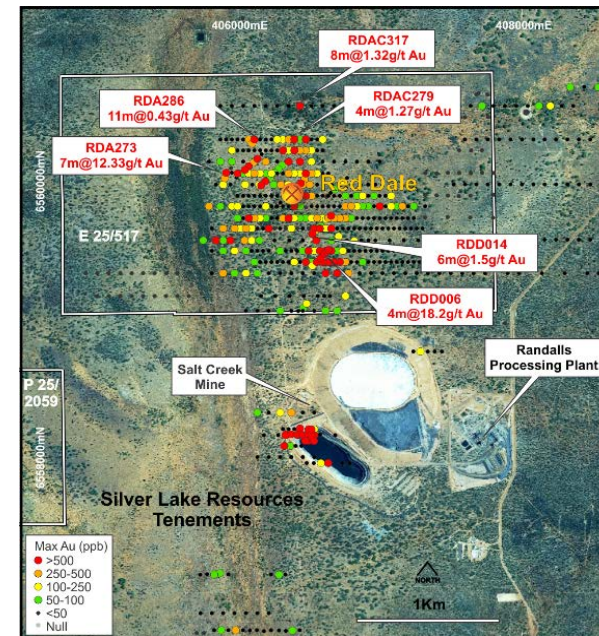 406000mE
408000mE
RDAC317
8m@1.32g/t Au
RDA286
11m@0.43g/t Au
RDAC279
4m@1.27g/t Au
RDA273
7m@12.33g/t Au
6560000mN
Red Dale
E 25/517
RDD014
6m@1.5g/t Au
RDD006
4m@18.2g/t Au
Salt Creek
Mine
Randalls
Processing Plant
P 25/
2059
6558000mN
Silver Lake Resources
Tenements
Max Au (ppb)
>500
250-500
100-250
50-100
<50
Null
NORTH
1Km